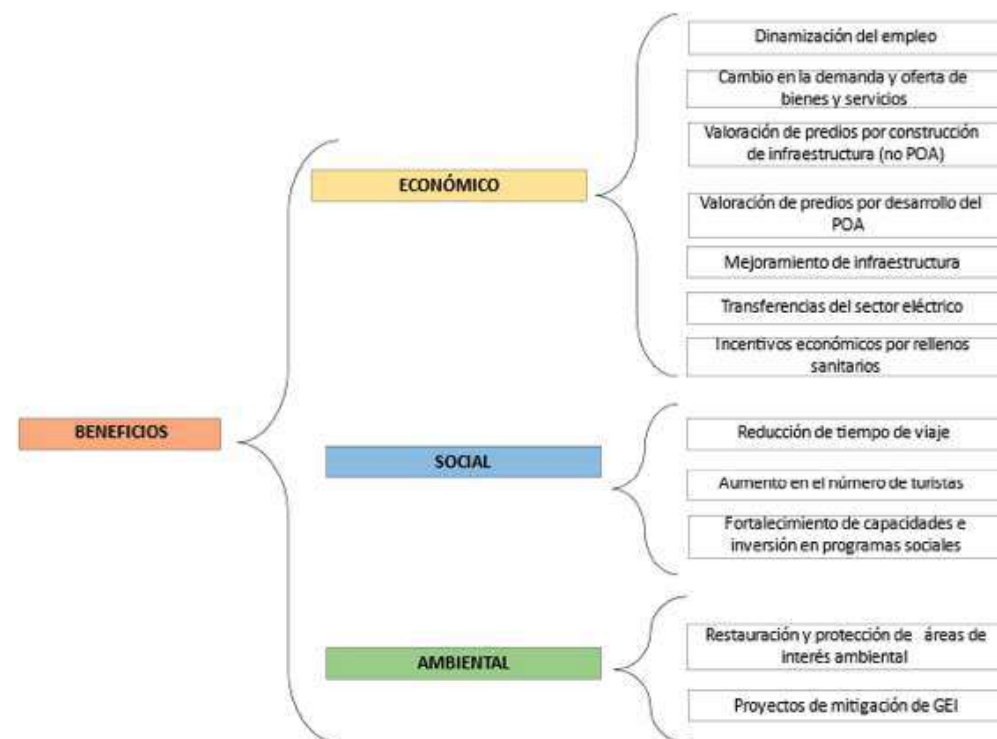 BENEFICIOS
ECONÓMICO
Dinamización del empleo
Cambio en la demanda y oferta de
bienes y servicios
Valoración de predios por construcción
de infraestructura (no POA)
Valoración de predios por desarrollo del
POA
Mejoramiento de infraestructura
Transferencias del sector eléctrico
Incentivos económicos por rellenos
sanitarios
SOCIAL
Reducción de tiempo de viaje
Aumento en el número de turistas
Fortalecimiento de capacidades e
inversión en programas sociales
AMBIENTAL
Restauración y protección de áreas de
interés ambiental
Proyectos de mitigación de GEI